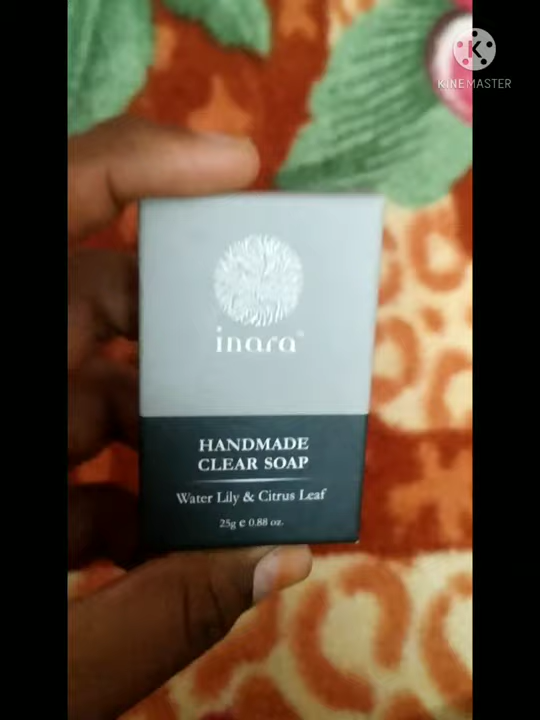 K
KINEMASTER
inara
HANDMADE
CLEAR SOAP
Water Lily & Citrus Leaf
25g e 0.88 oz.